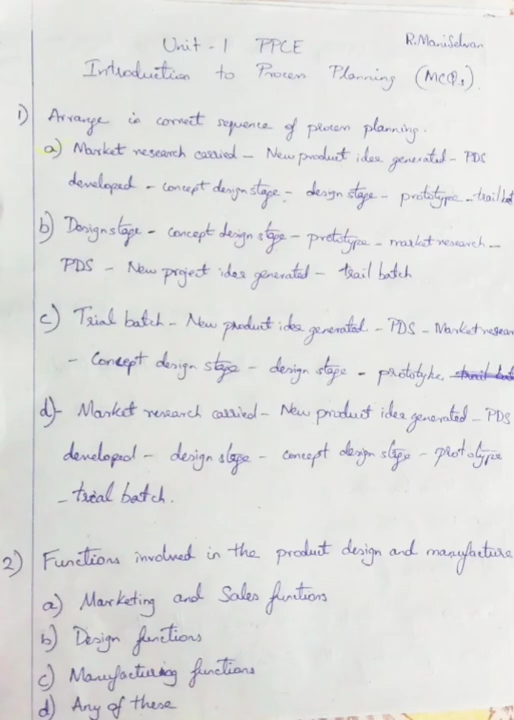 R.ManiSelvan
Unit - 1 PPCE
Introduction to Process Planning (MCQs).
1) Arrange in correct sequence of process planning.
a) Market research carried - New product idea generated - PDS
developed - concept design stage - design stage - prototype - trail bat
b) Design stage - concept design stage - prototype - market research -
PDS - New project idea generated - trail batch
c) Trial batch - New product idea generated - PDS - Market resear
- Concept design stage - design stage - prototyke.
d) Market research carried - New product idea generated - PDS
developed - design stage - concept design stage - prototype
- trial batch.
2) Functions involved in the product design and manufacture
a) Marketing and Sales functions
b) Design functions
c) Manufacturing functions
d) Any of these